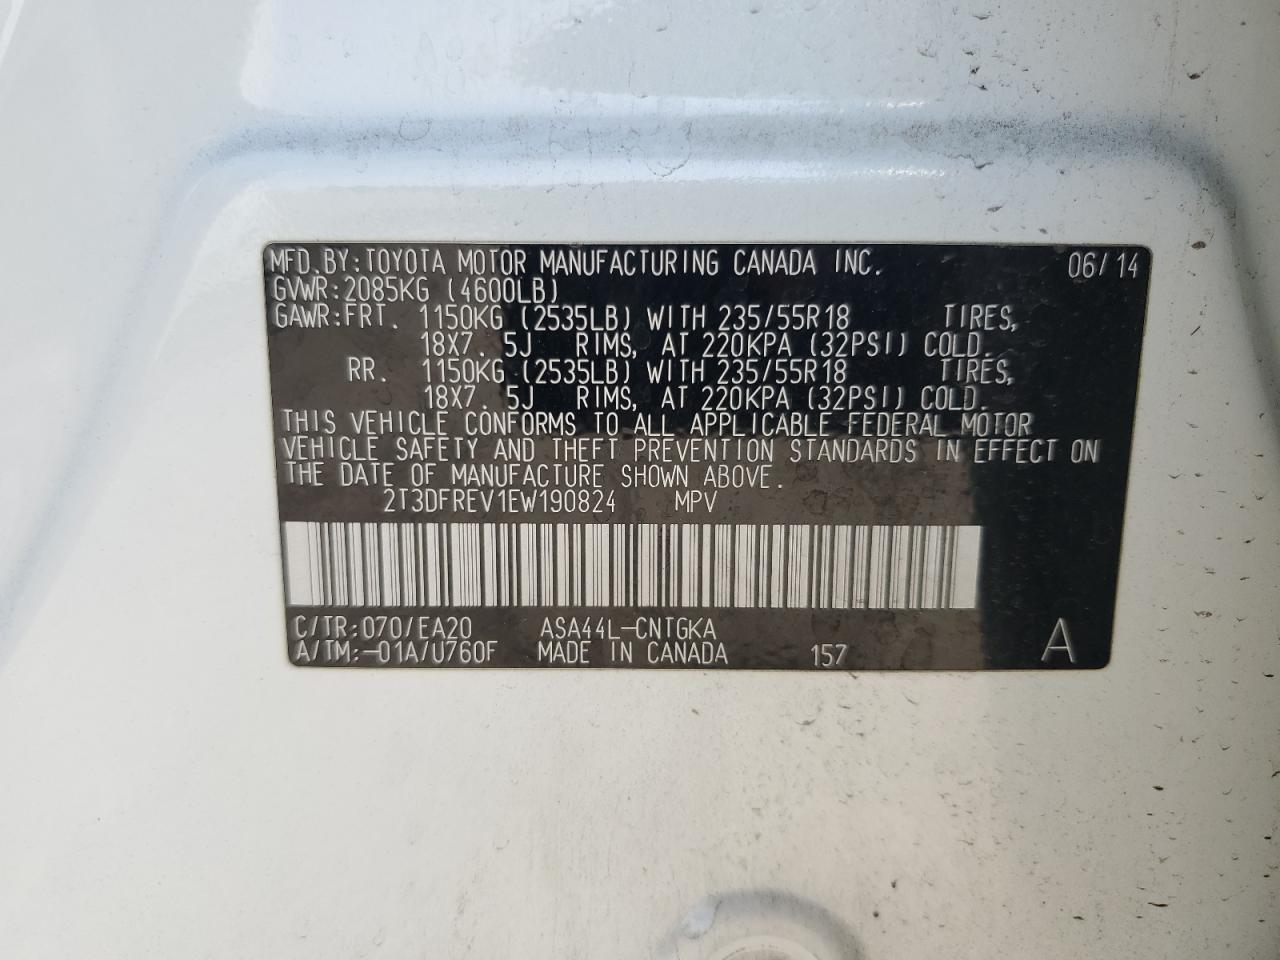 MFD.BY:TOYOTA MOTOR MANUFACTURING CANADA INC. 06/14
GVWR:2085KG (4600LB)
GAWR:FRT. 1150KG (2535LB) WITH 235/55R18 TIRES,
18X7.5J RIMS, AT 220KPA (32PSI) COLD.
RR. 1150KG (2535LB) WITH 235/55R18 TIRES,
18X7.5J RIMS, AT 220KPA (32PSI) COLD.
THIS VEHICLE CONFORMS TO ALL APPLICABLE FEDERAL MOTOR
VEHICLE SAFETY AND THEFT PREVENTION STANDARDS IN EFFECT ON
THE DATE OF MANUFACTURE SHOWN ABOVE.
2T3DFREV1EW190824 MPV
C/TR:070/EA20 ASA44L-CNTGKA
A/TM:-01A/U760F MADE IN CANADA 157 A